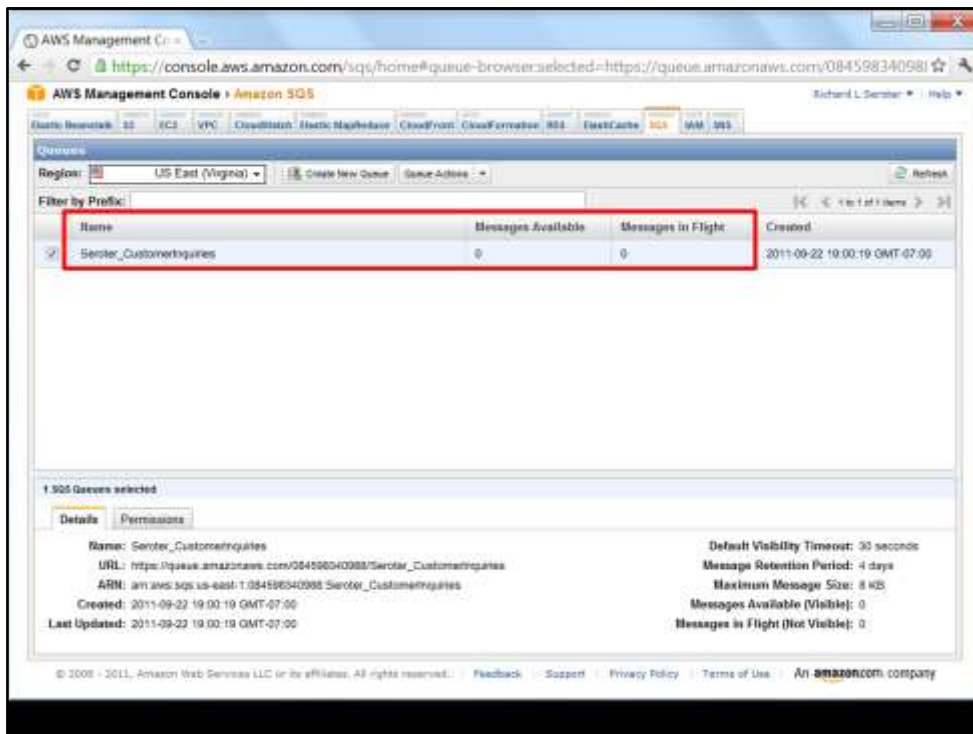 AWS Management Co
https://console.aws.amazon.com/sqs/home#queue-browser:selected=https://queue.amazonaws.com/084598340988
AWS Management Console › Amazon SQS
Richard L Seroter Help
Elastic Beanstalk S3 EC2 VPC CloudWatch Elastic MapReduce CloudFront CloudFormation RDS ElastiCache SQS IAM SNS
Queues
Region: US East (Virginia) Create New Queue Queue Actions Refresh
Filter by Prefix: 1 to 1 of 1 items
Name Messages Available Messages in Flight Created
Seroter_CustomerInquiries 0 0 2011-09-22 19:00:19 GMT-07:00
1 SQS Queues selected
Details Permissions
Name: Seroter_CustomerInquiries
URL: https://queue.amazonaws.com/084598340988/Seroter_CustomerInquiries
ARN: arn:aws:sqs:us-east-1:084598340988:Seroter_CustomerInquiries
Created: 2011-09-22 19:00:19 GMT-07:00
Last Updated: 2011-09-22 19:00:19 GMT-07:00
Default Visibility Timeout: 30 seconds
Message Retention Period: 4 days
Maximum Message Size: 8 KB
Messages Available (Visible): 0
Messages in Flight (Not Visible): 0
© 2008 - 2011, Amazon Web Services LLC or its affiliates. All rights reserved. Feedback Support Privacy Policy Terms of Use An amazon.com company